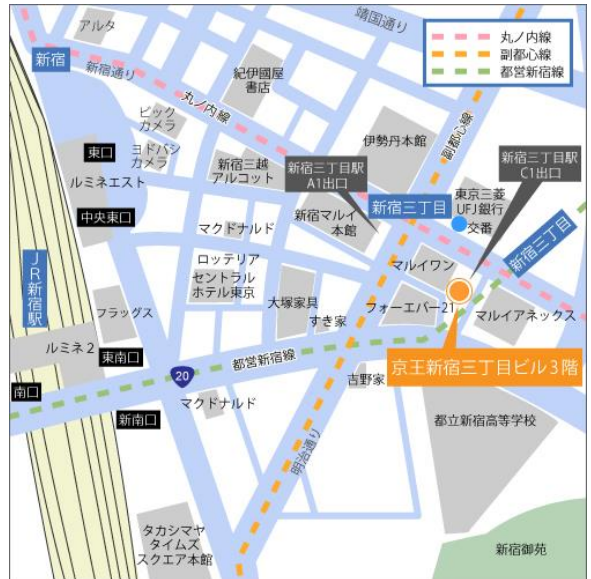 アルタ
靖国通り
丸ノ内線
副都心線
都営新宿線
新宿
新宿通り
紀伊國屋
書店
丸ノ内線
ビック
カメラ
ヨドバシ
カメラ
東口
ルミネエスト
新宿三越
アルコット
伊勢丹本館
副都心線
新宿三丁目駅
A1出口
新宿三丁目駅
C1出口
中央東口
マクドナルド
新宿マルイ
本館
新宿三丁目
東京三菱
UFJ銀行
交番
新宿三丁目
JR新宿駅
ロッテリア
セントラル
ホテル東京
マルイワン
フラッグス
大塚家具
すき家
フォーエバー21
マルイアネックス
ルミネ2
東南口
都営新宿線
京王新宿三丁目ビル3階
20
吉野家
南口
新南口
マクドナルド
都立新宿高等学校
明治通り
タカシマヤ
タイムズ
スクエア本館
新宿御苑